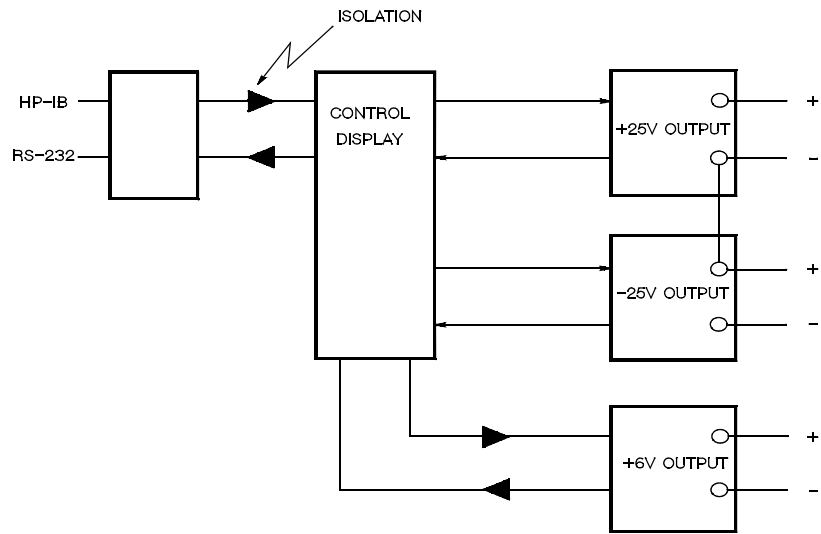 ISOLATION
HP-IB
RS-232
CONTROL
DISPLAY
+25V OUTPUT
+
-
-25V OUTPUT
+
-
+6V OUTPUT
+
-